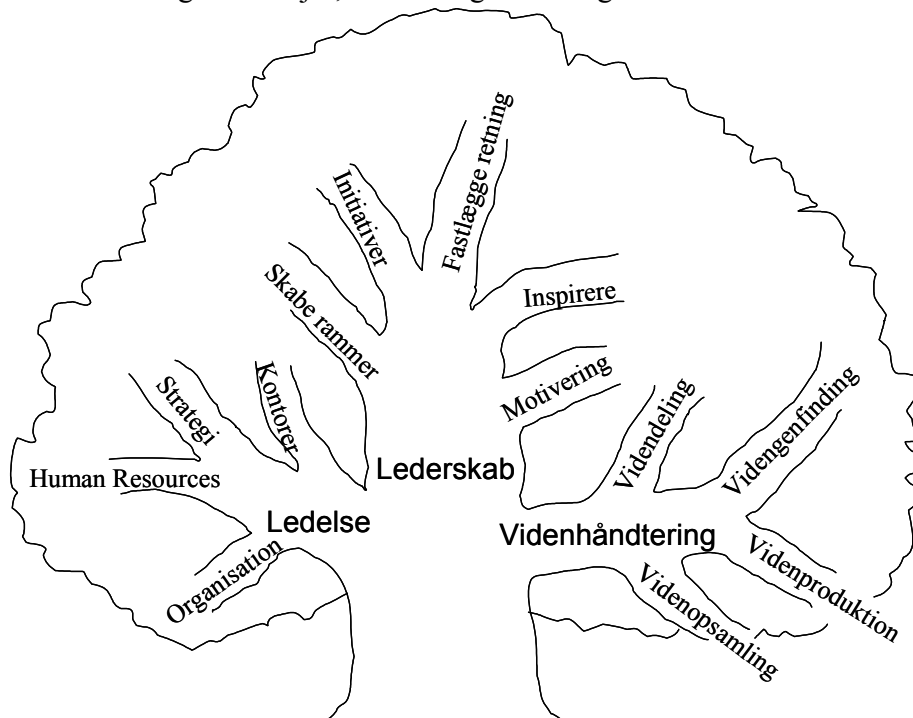 Fastlægge retning
Initiativer
Skabe rammer
Inspirere
Motivering
Kontorer
Strategi
Human Resources
Organisation
Lederskab
Ledelse
Videndeling
Videngenfinding
Videnhåndtering
Videnproduktion
Videnopsamling